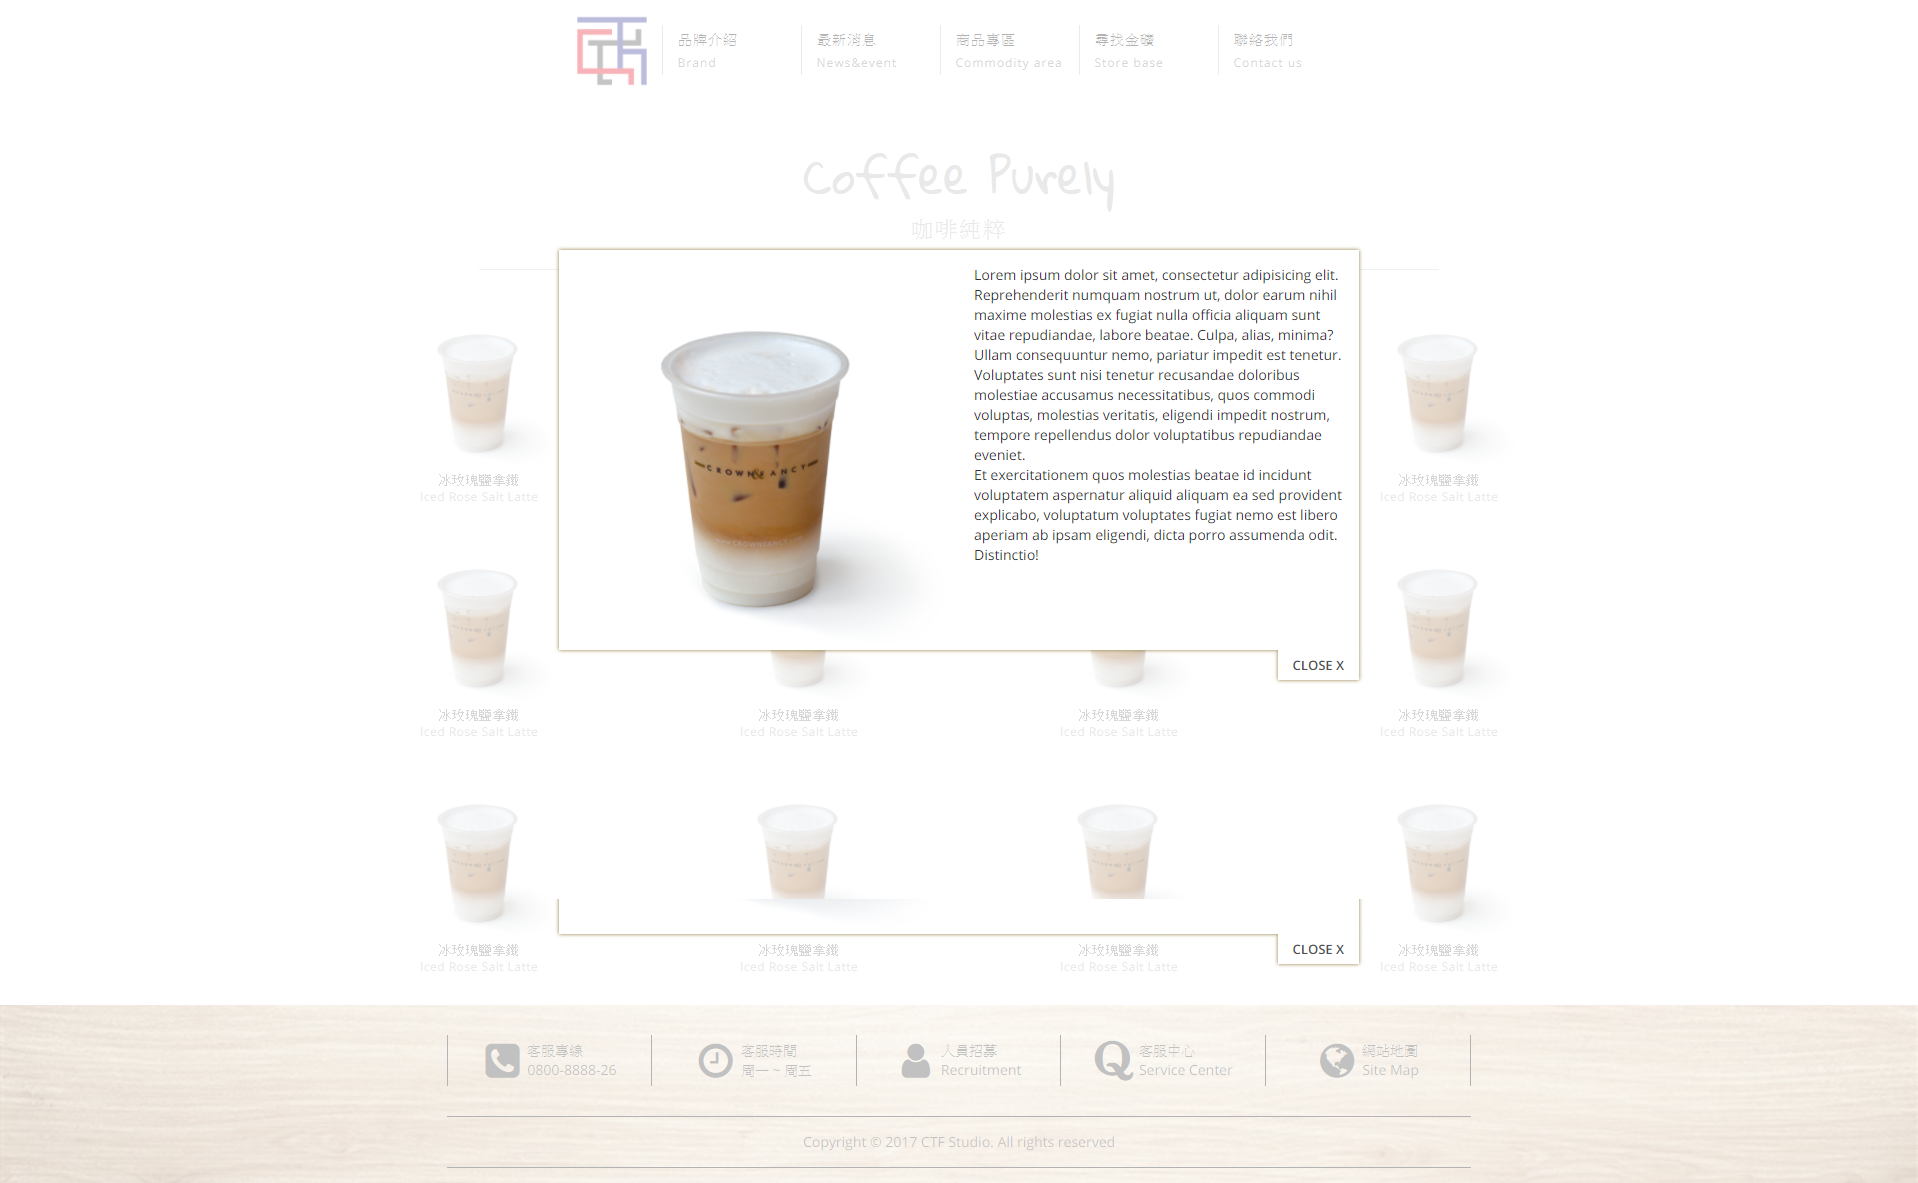 品牌介紹
Brand
最新消息
News&event
商品專區
Commodity area
尋找金礦
Store base
聯絡我們
Contact us
Coffee Purely
咖啡純粹
Lorem ipsum dolor sit amet, consectetur adipisicing elit.
Reprehenderit numquam nostrum ut, dolor earum nihil
maxime molestias ex fugiat nulla officia aliquam sunt
vitae repudiandae, labore beatae. Culpa, alias, minima?
Ullam consequuntur nemo, pariatur impedit est tenetur.
Voluptates sunt nisi tenetur recusandae doloribus
molestiae accusamus necessitatibus, quos commodi
voluptas, molestias veritatis, eligendi impedit nostrum,
tempore repellendus dolor voluptatibus repudiandae
eveniet.
Et exercitationem quos molestias beatae id incidunt
voluptatem aspernatur aliquid aliquam ea sed provident
explicabo, voluptatum voluptates fugiat nemo est libero
aperiam ab ipsam eligendi, dicta porro assumenda odit.
Distinctio!
CROWN&FANCY
WWW.CROWNFANCY.COM
冰玫瑰鹽拿鐵
Iced Rose Salt Latte
冰玫瑰鹽拿鐵
Iced Rose Salt Latte
CLOSE X
冰玫瑰鹽拿鐵
Iced Rose Salt Latte
冰玫瑰鹽拿鐵
Iced Rose Salt Latte
冰玫瑰鹽拿鐵
Iced Rose Salt Latte
冰玫瑰鹽拿鐵
Iced Rose Salt Latte
CLOSE X
冰玫瑰鹽拿鐵
Iced Rose Salt Latte
冰玫瑰鹽拿鐵
Iced Rose Salt Latte
冰玫瑰鹽拿鐵
Iced Rose Salt Latte
冰玫瑰鹽拿鐵
Iced Rose Salt Latte
客服專線
0800-8888-26
客服時間
周一 ~ 周五
人員招募
Recruitment
客服中心
Service Center
網站地圖
Site Map
Copyright © 2017 CTF Studio. All rights reserved